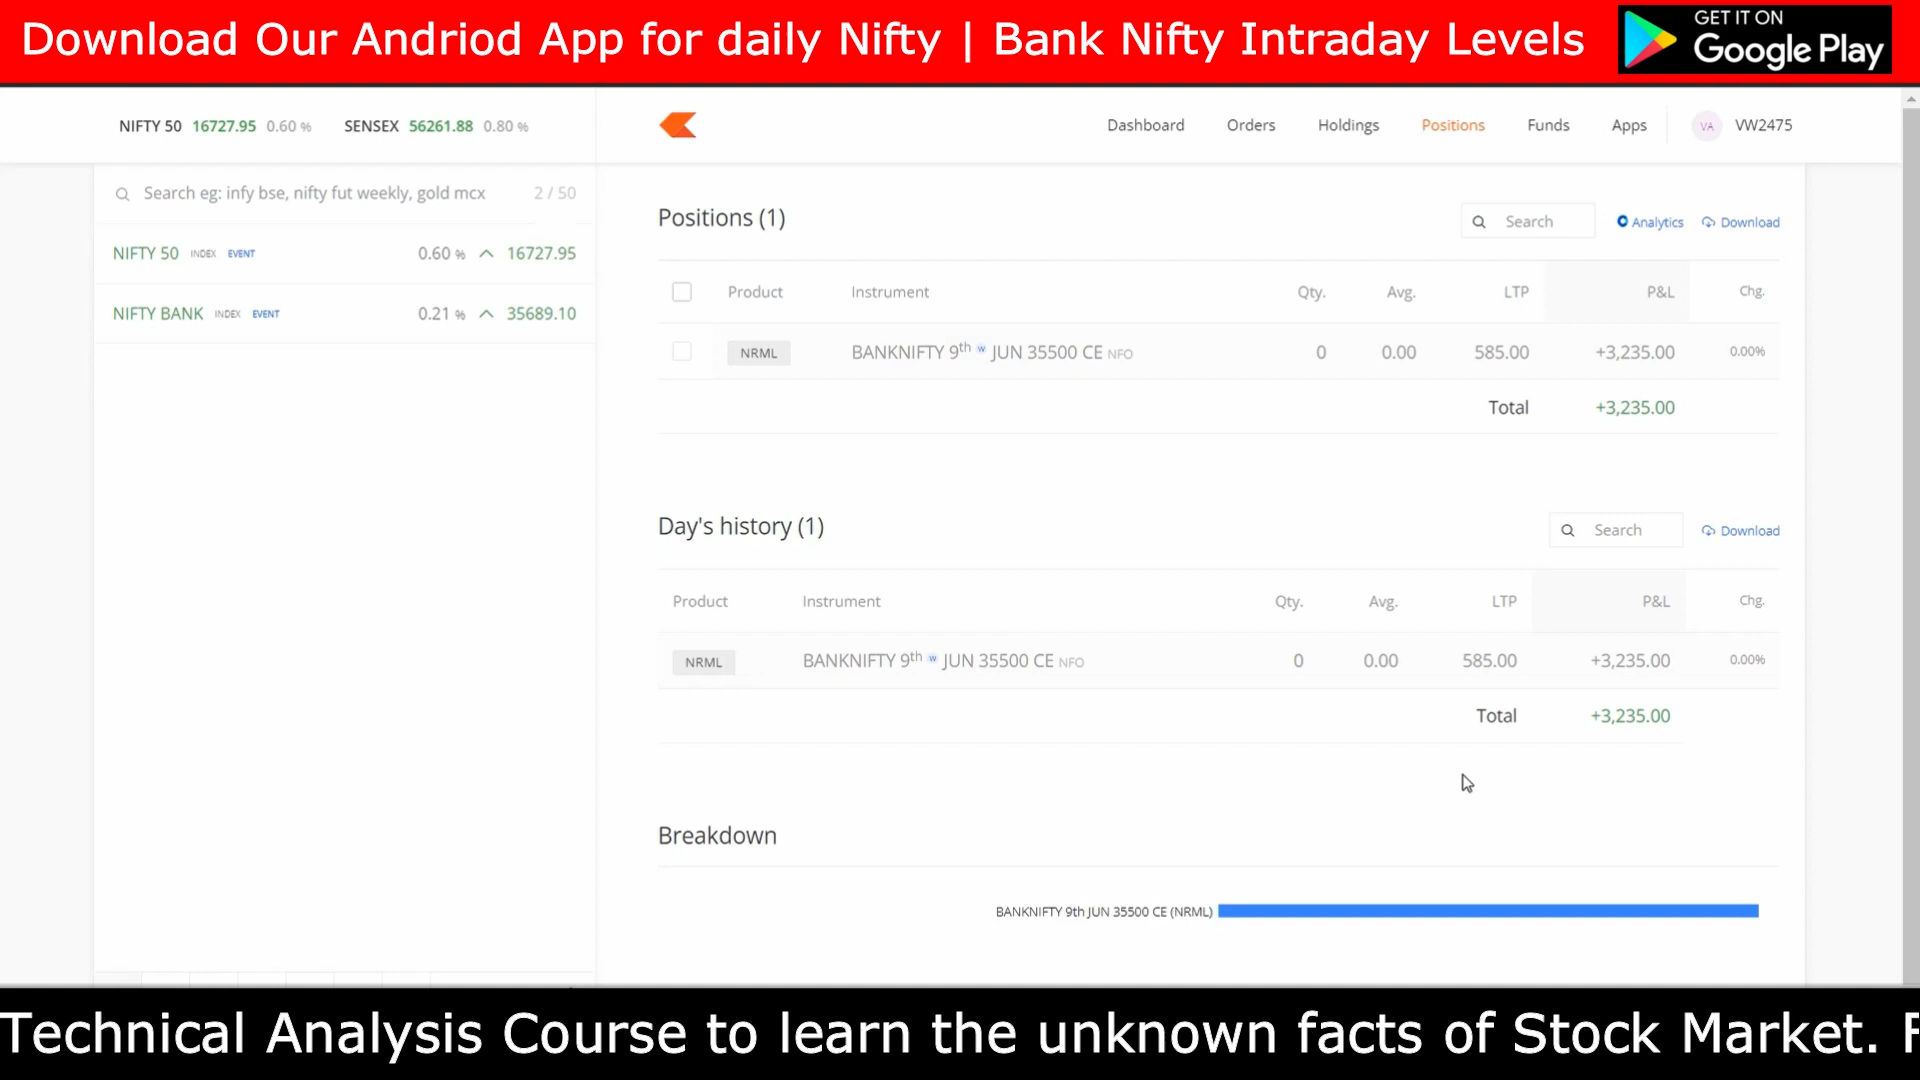 Download Our Andriod App for daily Nifty | Bank Nifty Intraday Levels
GET IT ON
Google Play
NIFTY 50 16727.95 0.60 % SENSEX 56261.88 0.80 %
Dashboard Orders Holdings Positions Funds Apps VA VW2475
Search eg: infy bse, nifty fut weekly, gold mcx 2 / 50
NIFTY 50 INDEX EVENT 0.60 % 16727.95
NIFTY BANK INDEX EVENT 0.21 % 35689.10
Positions (1) Search Analytics Download
Product Instrument Qty. Avg. LTP P&L Chg.
NRML BANKNIFTY 9th w JUN 35500 CE NFO 0 0.00 585.00 +3,235.00 0.00%
Total +3,235.00
Day's history (1) Search Download
Product Instrument Qty. Avg. LTP P&L Chg.
NRML BANKNIFTY 9th w JUN 35500 CE NFO 0 0.00 585.00 +3,235.00 0.00%
Total +3,235.00
Breakdown
BANKNIFTY 9th JUN 35500 CE (NRML)
Technical Analysis Course to learn the unknown facts of Stock Market. F